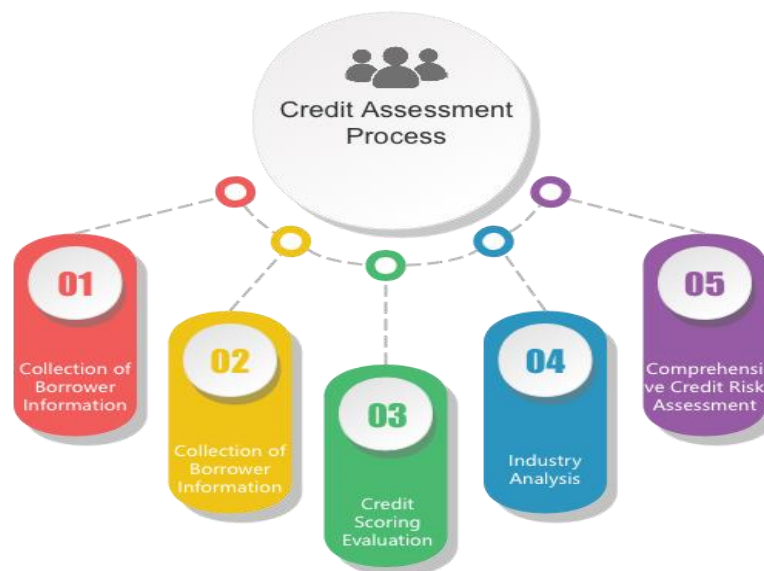 Credit Assessment
Process
01
Collection of
Borrower
Information
02
Collection of
Borrower
Information
03
Credit
Scoring
Evaluation
04
Industry
Analysis
05
Comprehensi
ve Credit Risk
Assessment